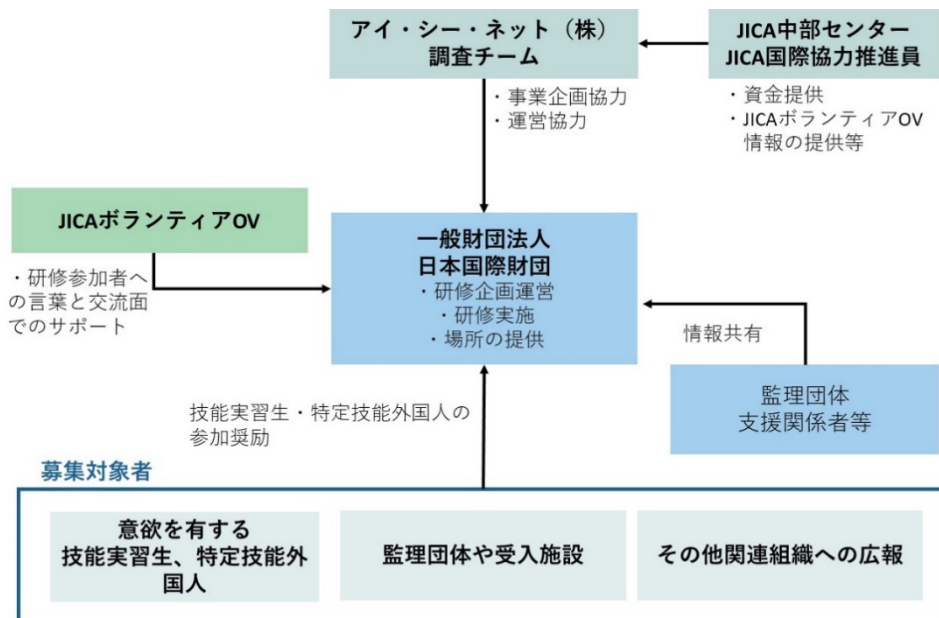 アイ・シー・ネット（株）
調査チーム
JICA中部センター
JICA国際協力推進員
・事業企画協力
・運営協力
・資金提供
・JICAボランティアOV
情報の提供等
JICAボランティアOV
・研修参加者へ
の言葉と交流面
でのサポート
一般財団法人
日本国際財団
・研修企画運営
・研修実施
・場所の提供
情報共有
監理団体
支援関係者等
技能実習生・特定技能外国人の
参加奨励
募集対象者
意欲を有する
技能実習生、特定技能外
国人
監理団体や受入施設
その他関連組織への広報